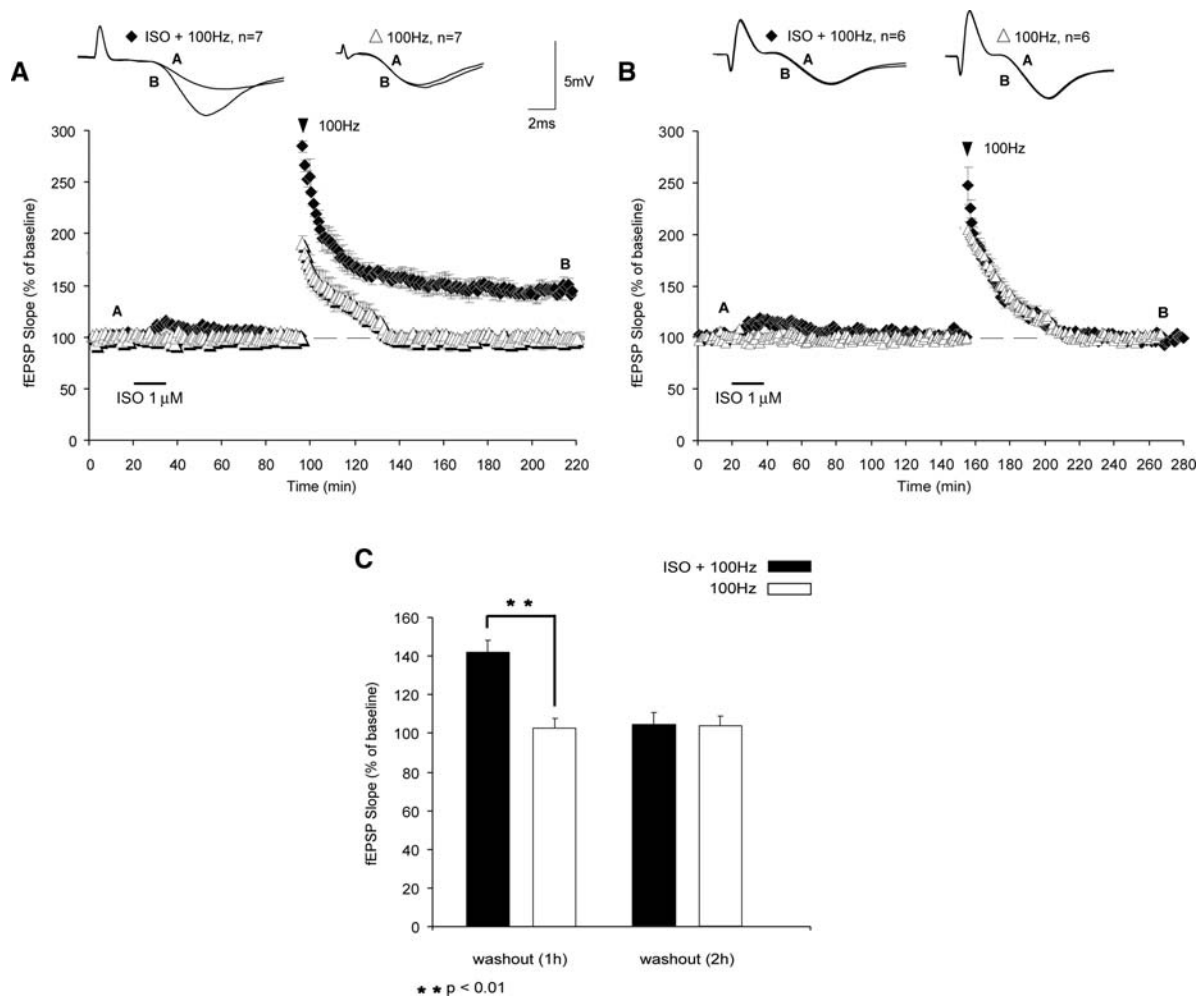 ◆ ISO + 100Hz, n=7
△ 100Hz, n=7
A
A
B
A
B
5mV
2ms
▼ 100Hz
fEPSP Slope (% of baseline)
300
250
200
150
100
50
0
A
B
ISO 1 μM
0 20 40 60 80 100 120 140 160 180 200 220
Time (min)
B
◆ ISO + 100Hz, n=6
△ 100Hz, n=6
A
B
A
B
▼ 100Hz
fEPSP Slope (% of baseline)
300
250
200
150
100
50
0
A
B
ISO 1 μM
0 20 40 60 80 100 120 140 160 180 200 220 240 260 280
Time (min)
C
ISO + 100Hz
100Hz
fEPSP Slope (% of baseline)
160
140
120
100
80
60
40
20
0
★ ★
washout (1h) washout (2h)
★ ★ p < 0.01